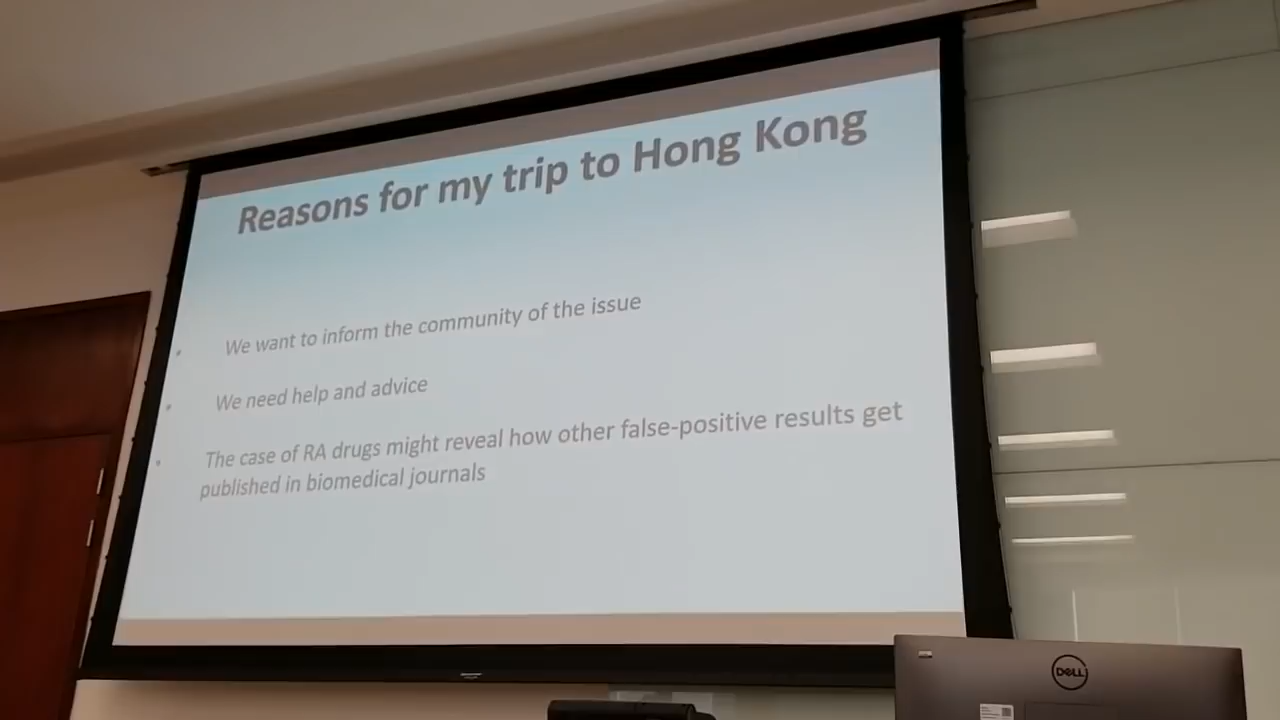 Reasons for my trip to Hong Kong
• We want to inform the community of the issue
• We need help and advice
• The case of RA drugs might reveal how other false-positive results get
published in biomedical journals
DELL